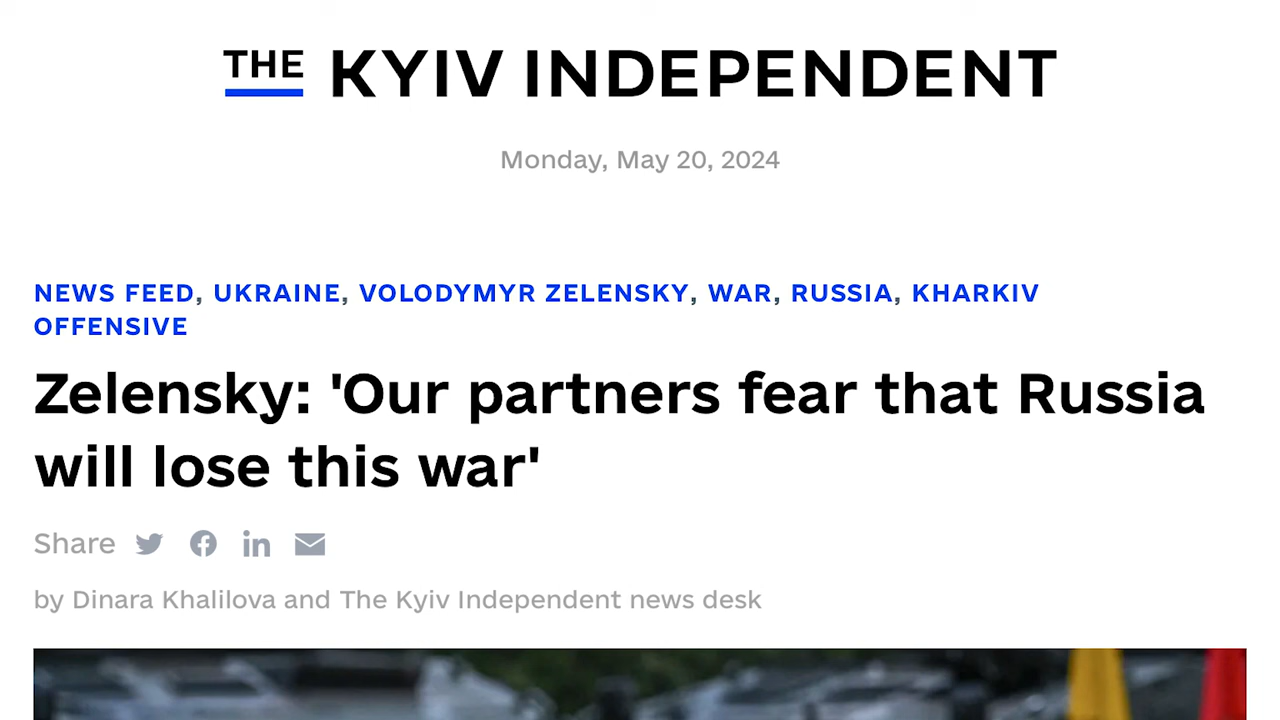 THE KYIV INDEPENDENT
Monday, May 20, 2024
NEWS FEED, UKRAINE, VOLODYMYR ZELENSKY, WAR, RUSSIA, KHARKIV
OFFENSIVE
Zelensky: 'Our partners fear that Russia
will lose this war'
Share
by Dinara Khalilova and The Kyiv Independent news desk